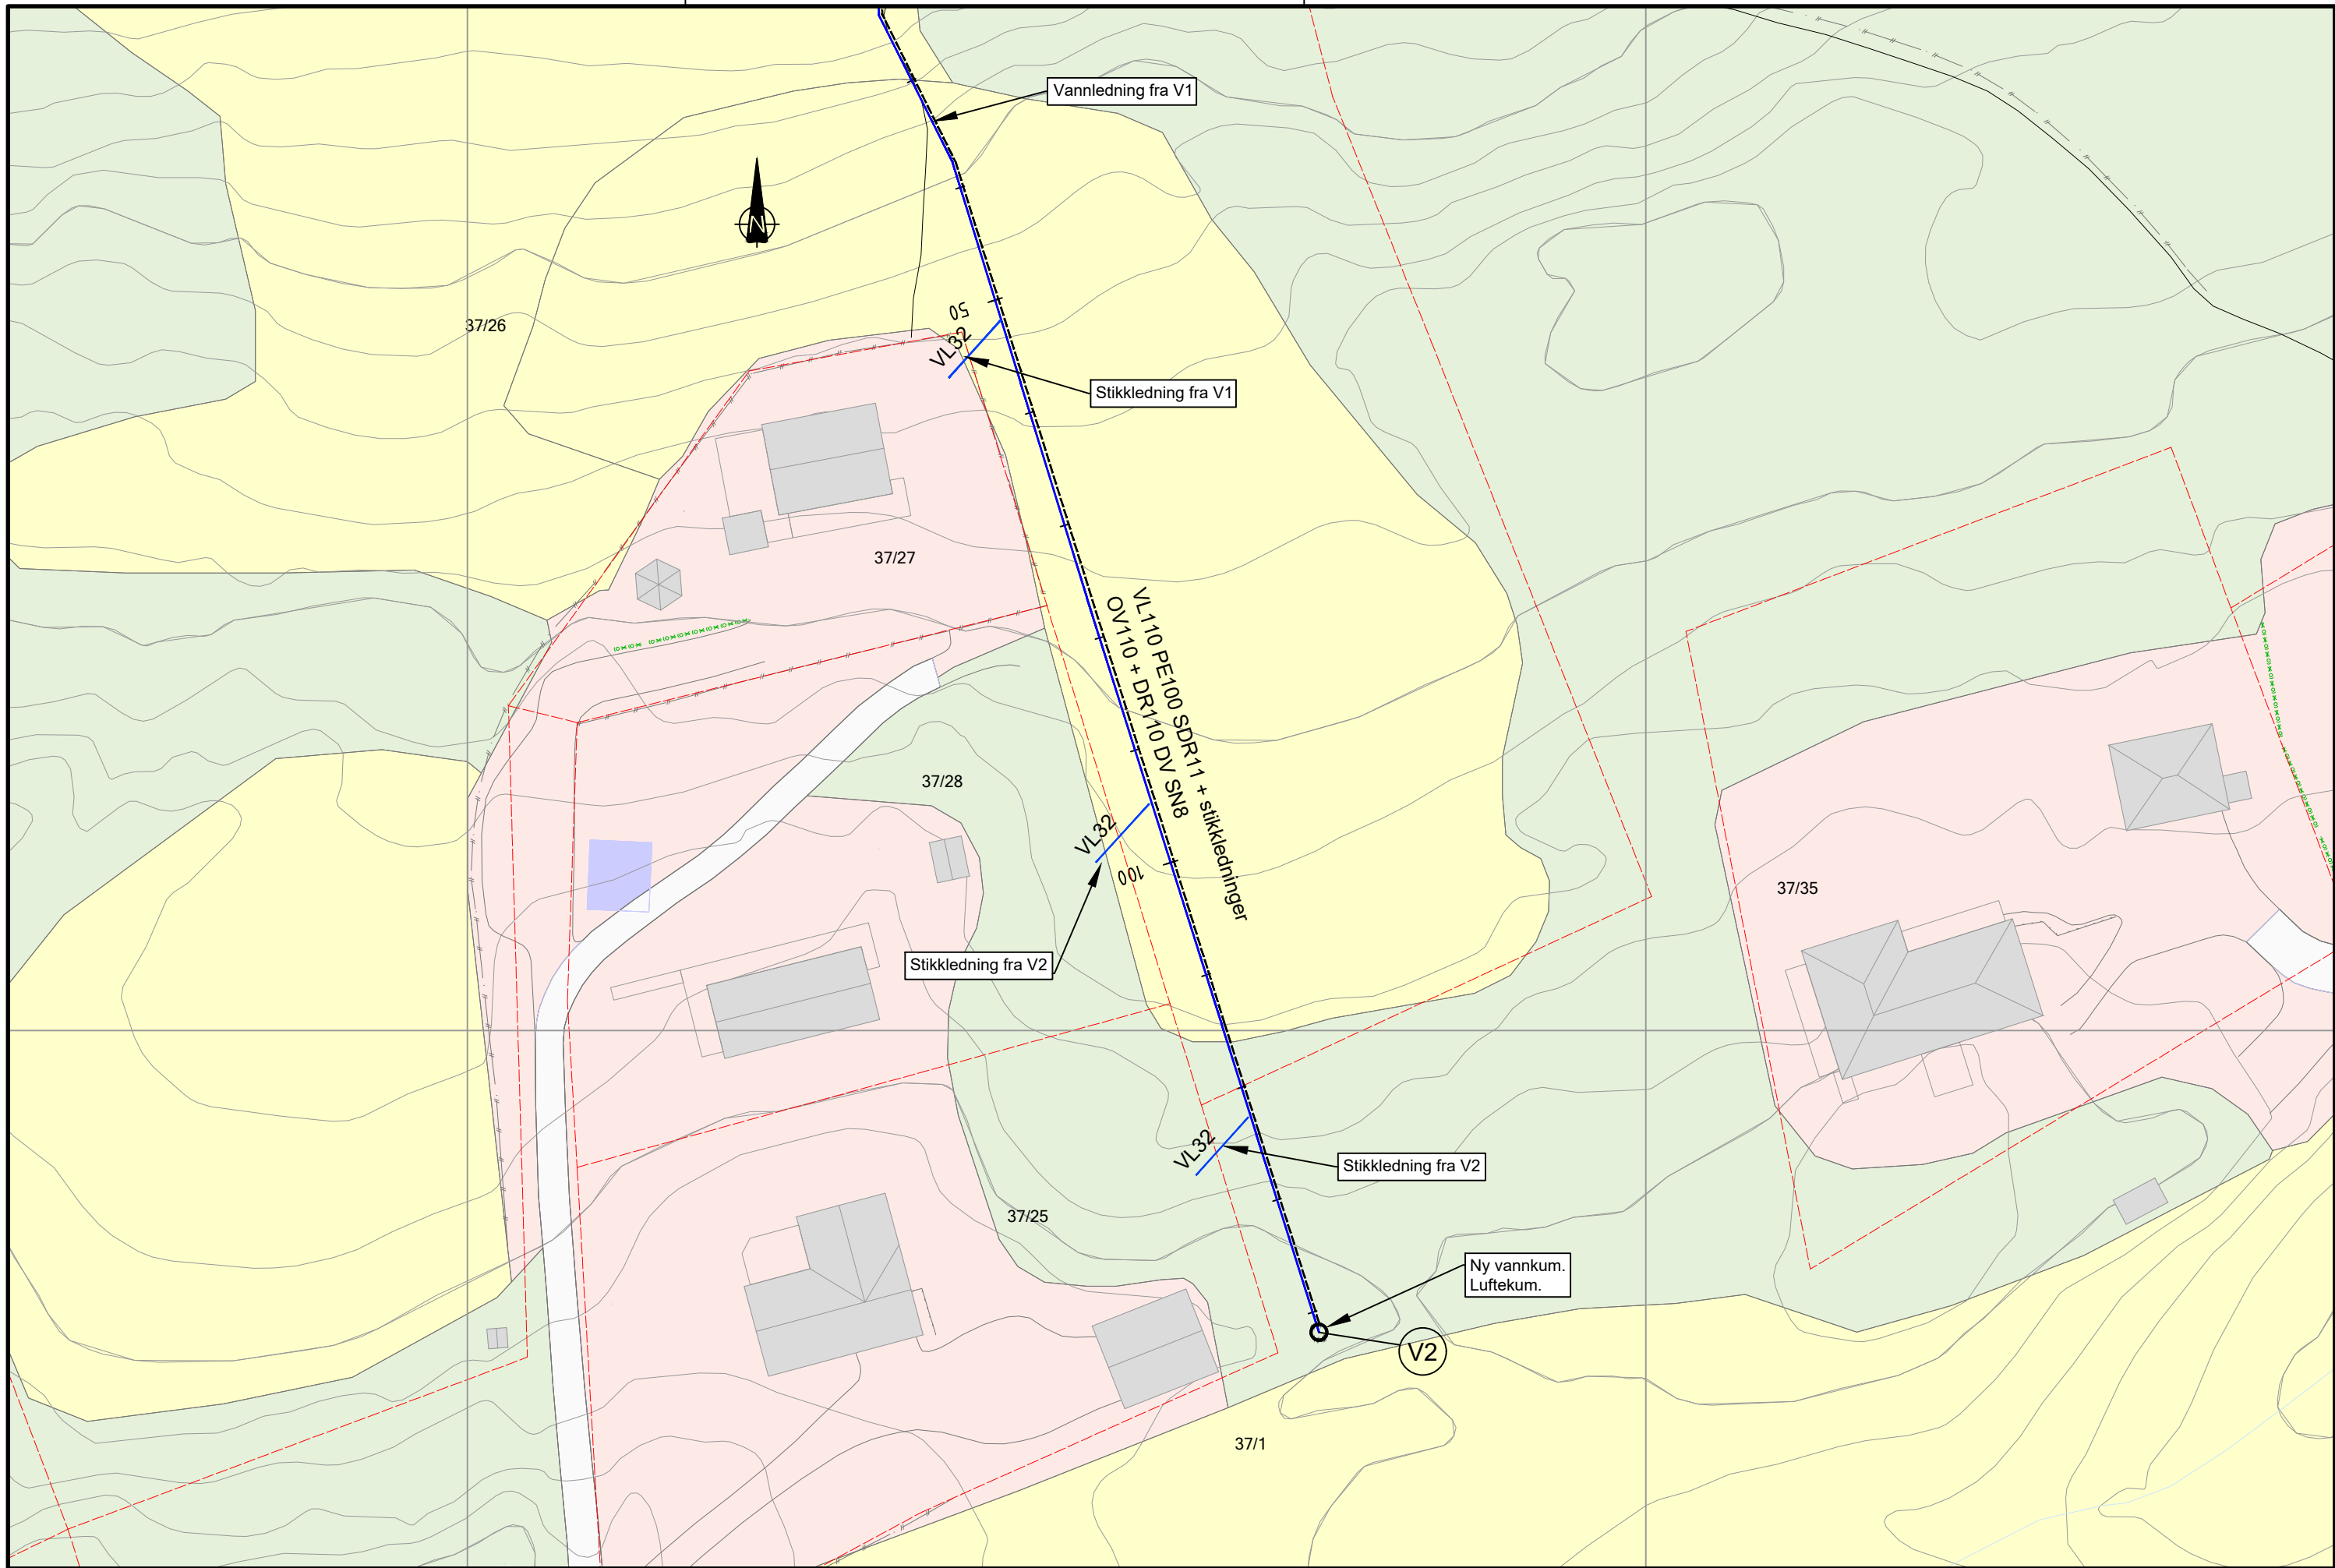 Vannledning fra V1
N
37/26
50
VL32
Stikkledning fra V1
37/27
VL110 PE100 SDR11 + stikkledninger
OV110 + DR110 DV SN8
37/28
VL32
100
37/35
Stikkledning fra V2
VL32
Stikkledning fra V2
37/25
Ny vannkum.
Luftekum.
V2
37/1